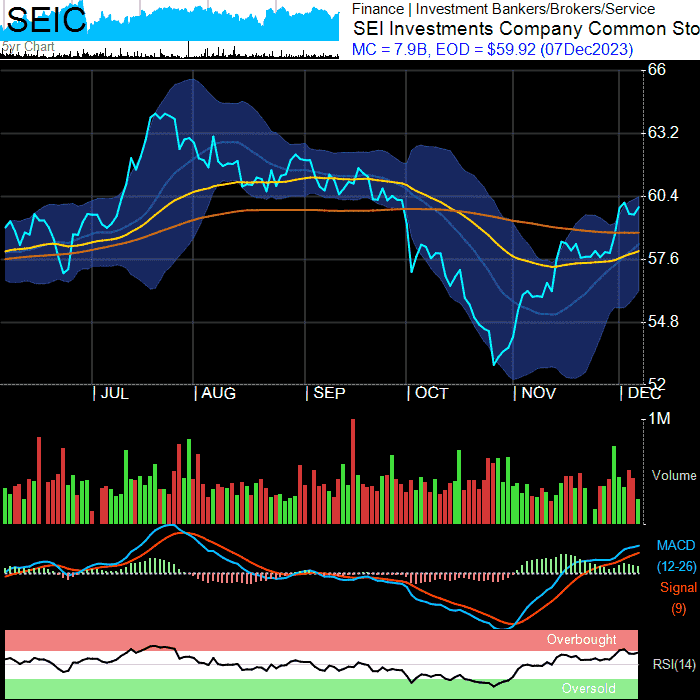 SEIC
5yr Chart
Finance | Investment Bankers/Brokers/Service
SEI Investments Company Common Sto
MC = 7.9B, EOD = $59.92 (07Dec2023)
66
63.2
60.4
57.6
54.8
52
| JUL | AUG | SEP | OCT | NOV | DEC
1M
Volume
MACD
(12-26)
Signal
(9)
Overbought
RSI(14)
Oversold